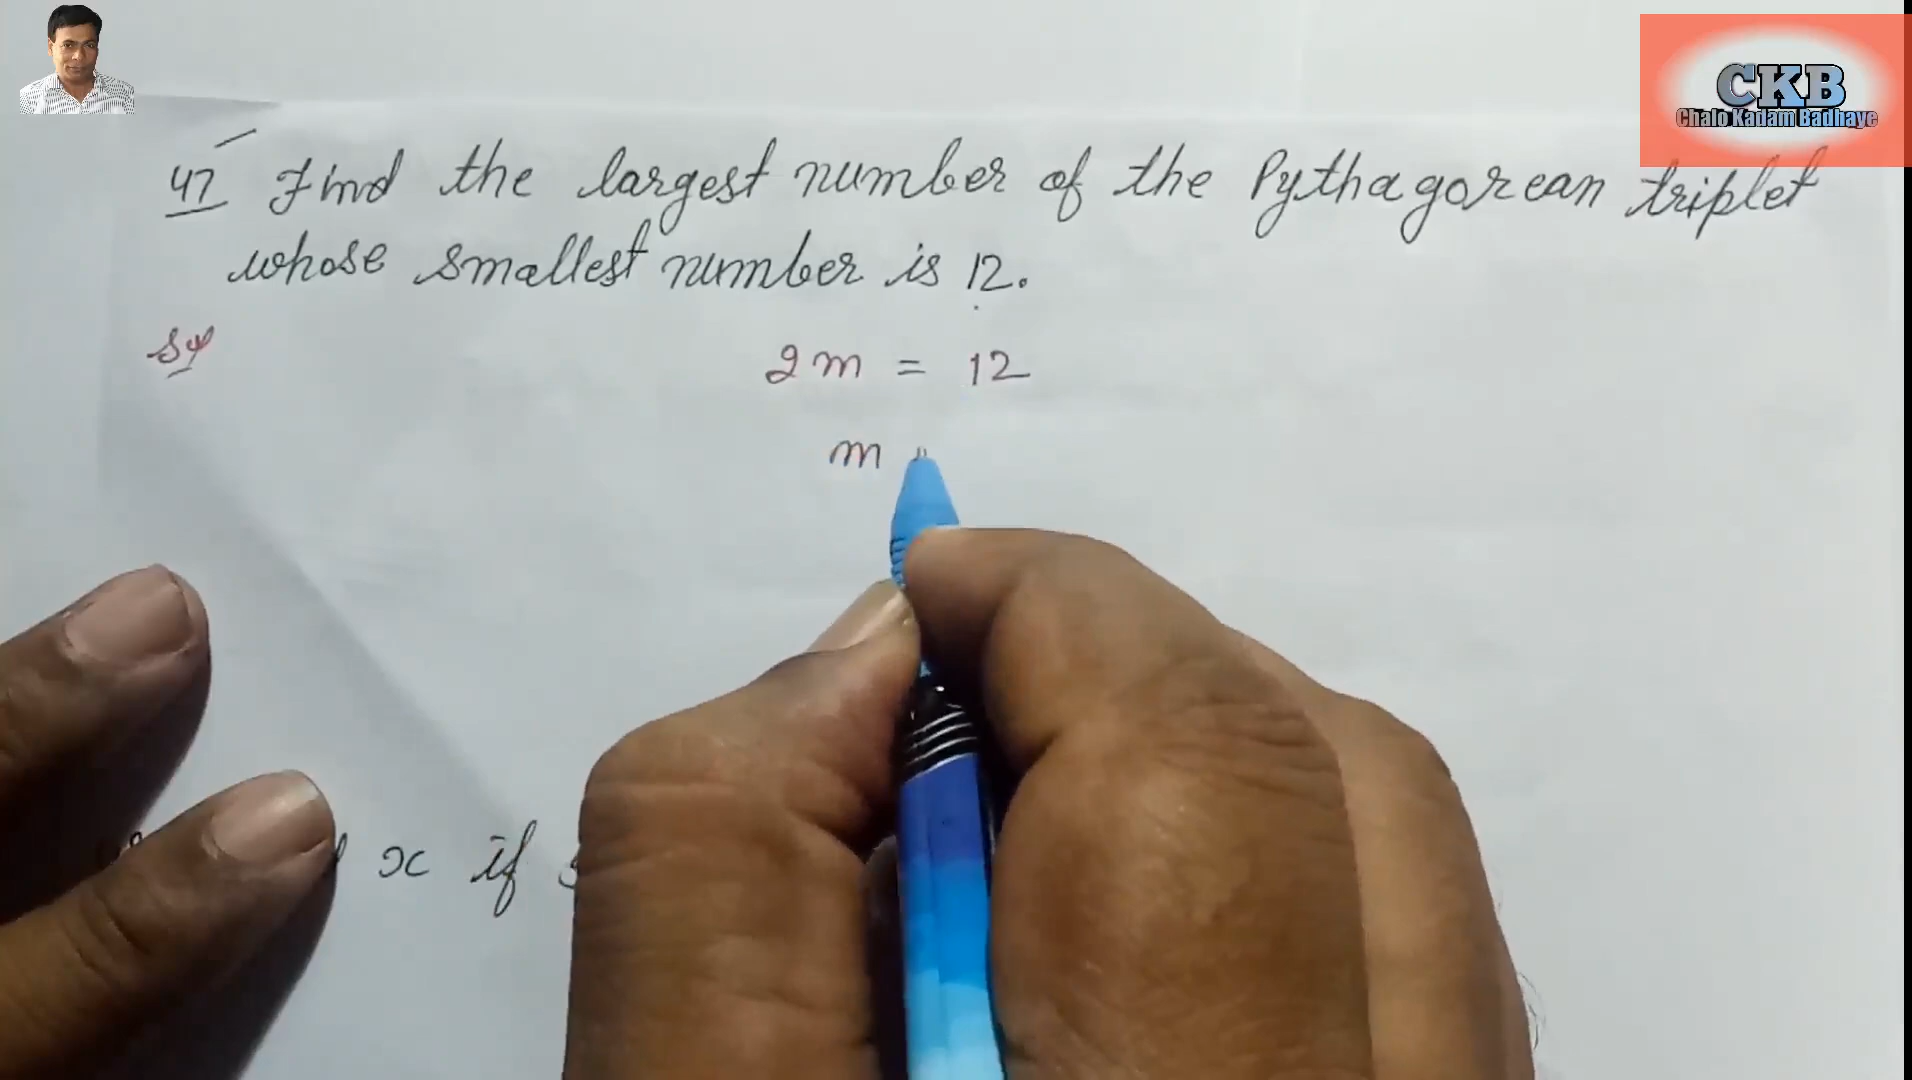 CKB
Chalo Kadam Badhaye
47 Find the largest number of the Pythagorean triplet
whose smallest number is 12.
2m = 12
m
x if